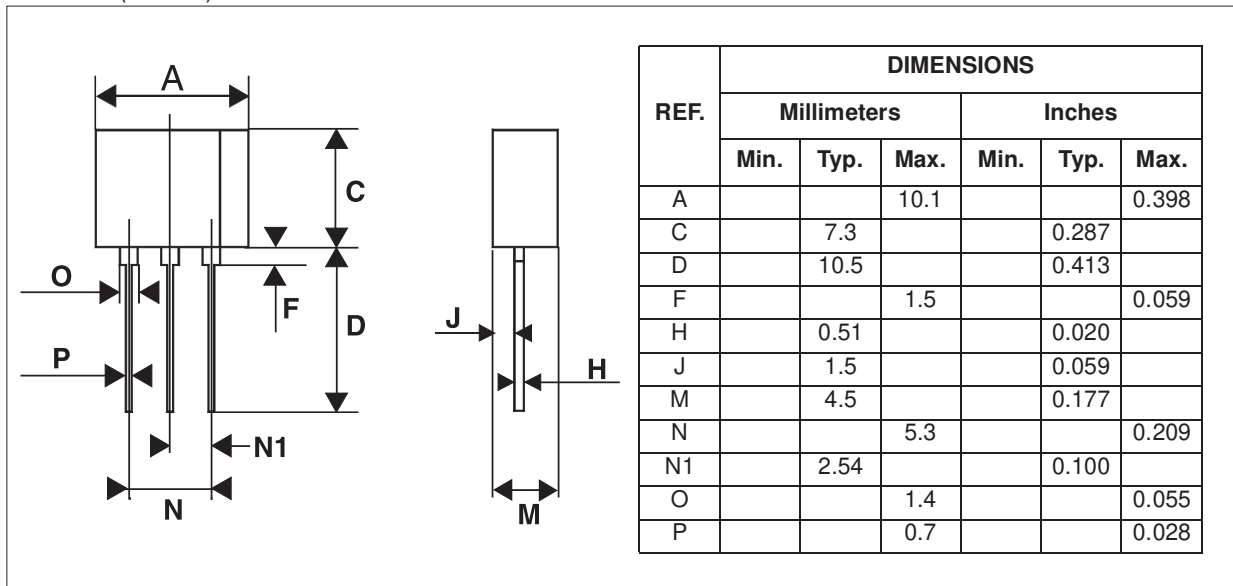 A
C
O
F
D
P
N1
N
J
H
M
REF. DIMENSIONS
Millimeters Inches
Min. Typ. Max. Min. Typ. Max.
A 10.1 0.398
C 7.3 0.287
D 10.5 0.413
F 1.5 0.059
H 0.51 0.020
J 1.5 0.059
M 4.5 0.177
N 5.3 0.209
N1 2.54 0.100
O 1.4 0.055
P 0.7 0.028